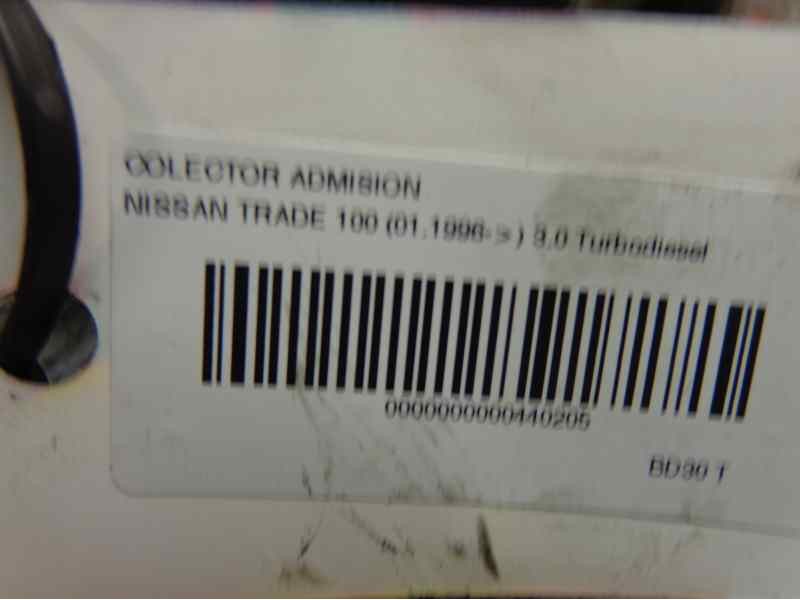 COLECTOR ADMISION
NISSAN TRADE 100 (01.1996->) 3.0 Turbodiesel
0000000000440205
BD30 T